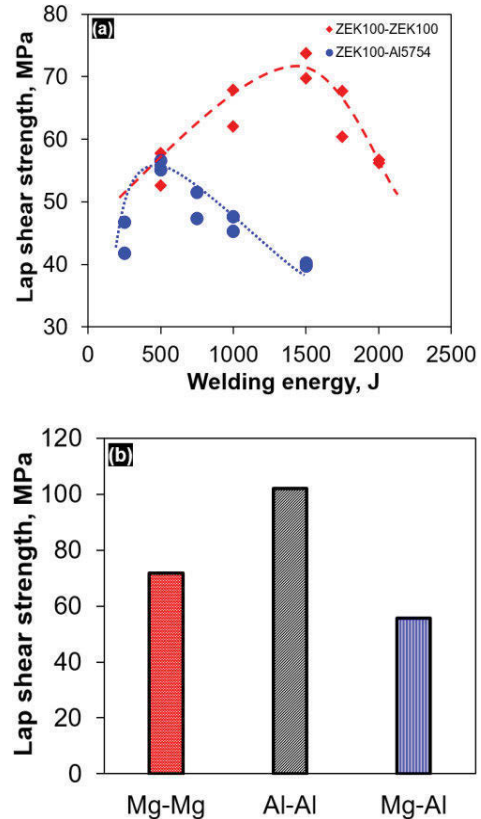 (a)
ZEK100-ZEK100
ZEK100-Al5754
Lap shear strength, MPa
80
70
60
50
40
30
0 500 1000 1500 2000 2500
Welding energy, J
(b)
Lap shear strength, MPa
120
100
80
60
40
20
0
Mg-Mg Al-Al Mg-Al